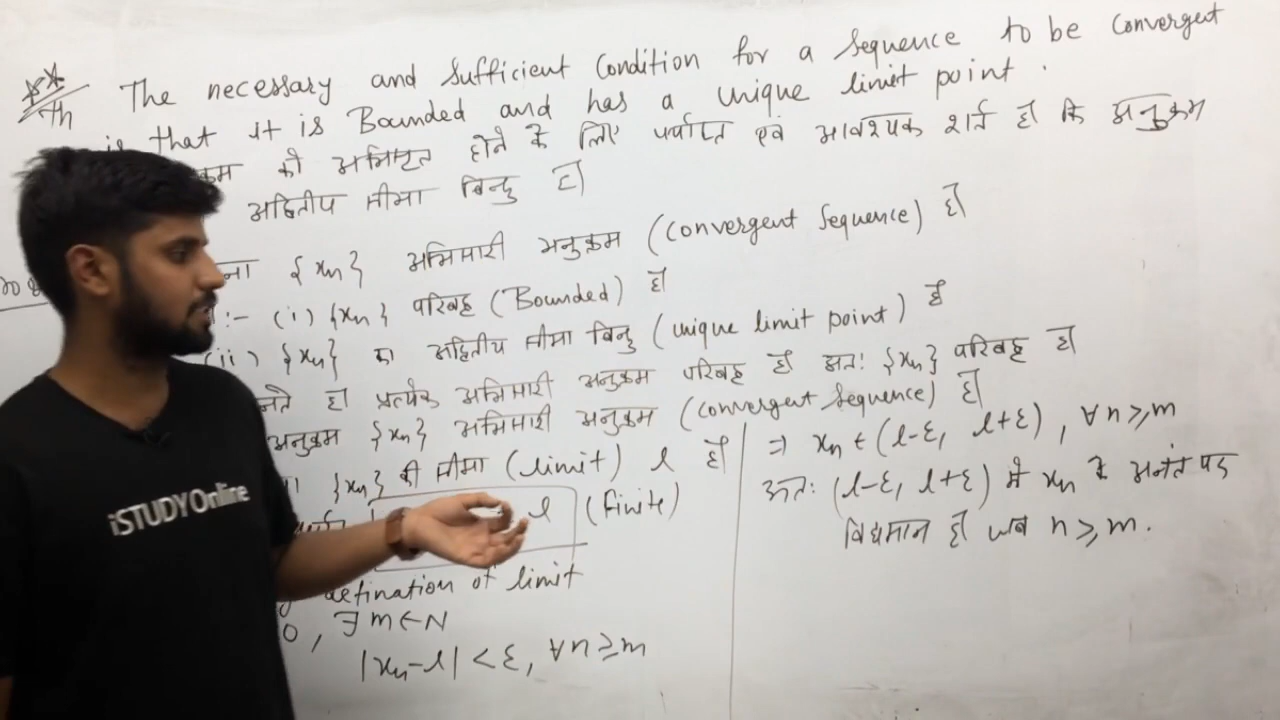 ** The necessary and sufficient Condition for a Sequence to be Convergent
Th is that it is Bounded and has a unique limit point.
को अभिसृत होने के लिए पर्याप्त एवं आवश्यक शर्त है कि अनुक्रम
अद्वितीय सीमा बिन्दु हो
{xn} अभिसारी अनुक्रम (Convergent Sequence) है
:- (i) {xn} परिबद्ध (Bounded) है
(ii) {xn} का अद्वितीय सीमा बिन्दु (unique limit point) है
प्रत्येक अभिसारी अनुक्रम परिबद्ध है अतः {xn} परिबद्ध है
अनुक्रम {xn} अभिसारी अनुक्रम (Convergent Sequence) है
{xn} की सीमा (limit) l है
l (finite)
defination of limit
0, ∃ m∈N
|xn-l| < ε, ∀n≥m
⇒ xn ∈ (l-ε, l+ε), ∀n≥m
अतः (l-ε, l+ε) में xn के अनंत पद
विद्यमान है जब n≥m.
iSTUDYOnline